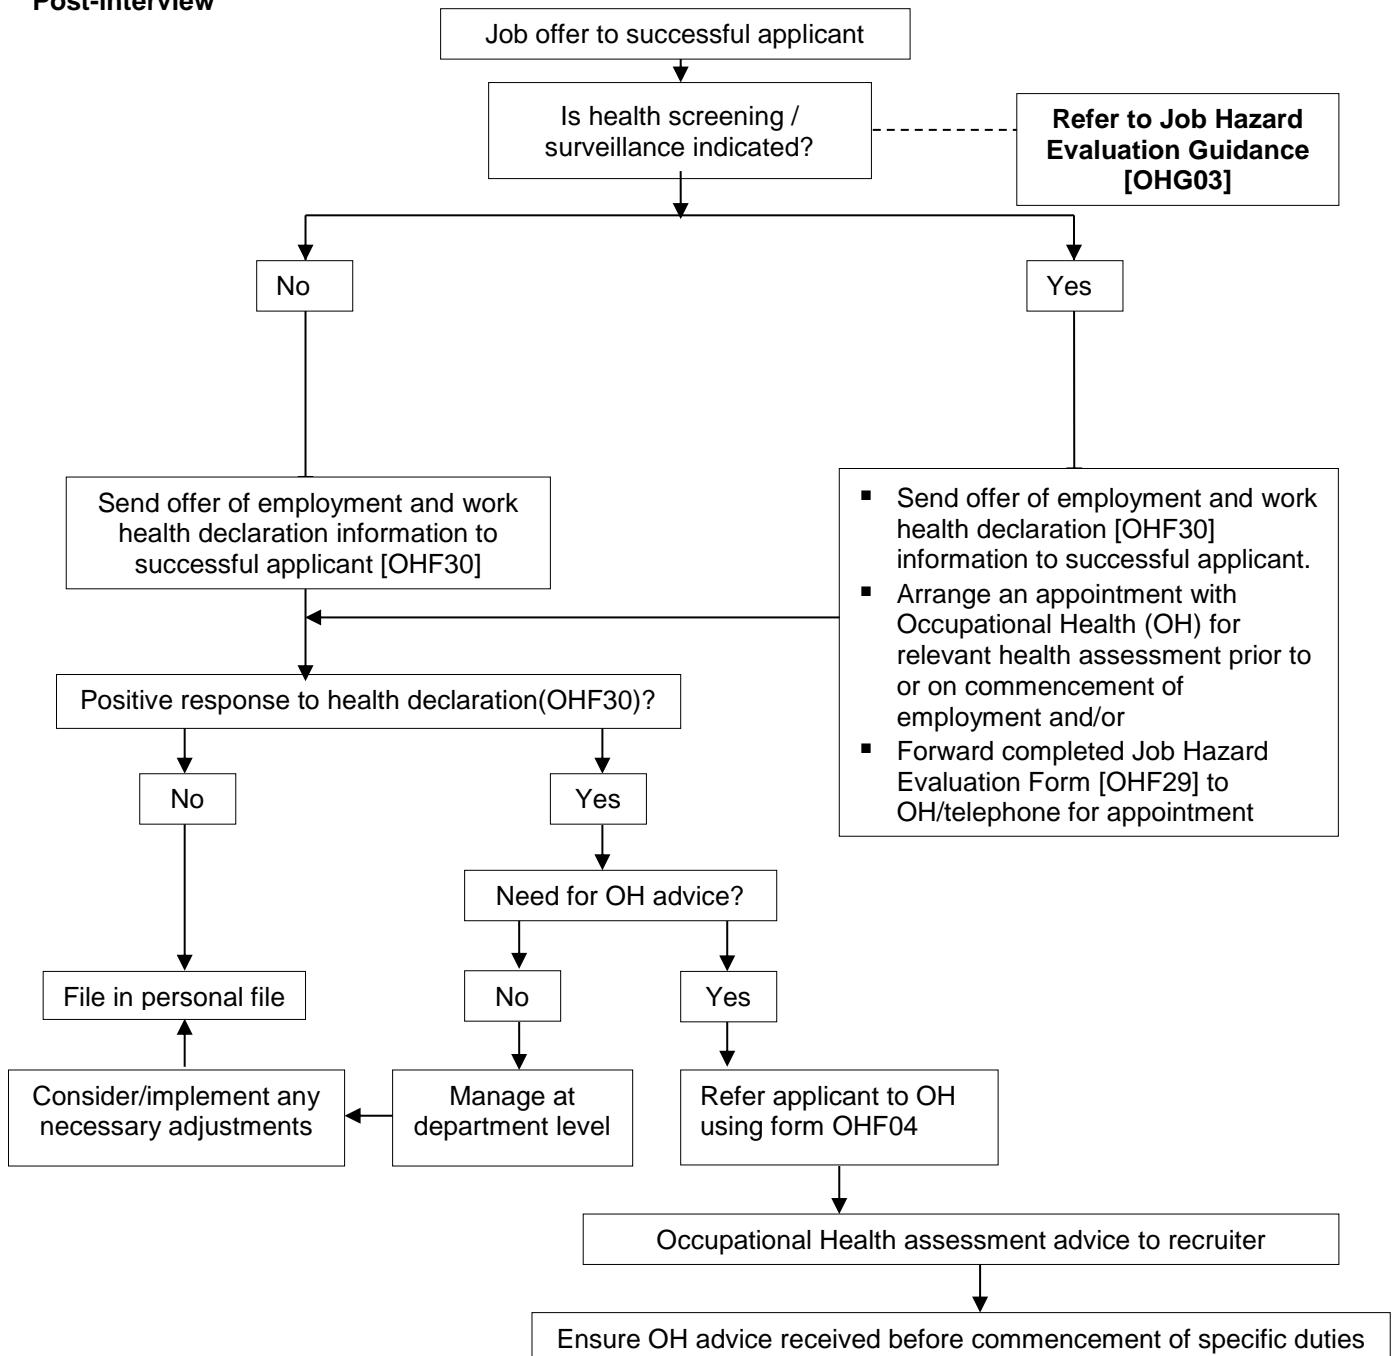 Post-Interview
Job offer to successful applicant
Is health screening /
surveillance indicated?
Refer to Job Hazard
Evaluation Guidance
[OHG03]
No
Yes
Send offer of employment and work
health declaration information to
successful applicant [OHF30]
▪ Send offer of employment and work
health declaration [OHF30]
information to successful applicant.
▪ Arrange an appointment with
Occupational Health (OH) for
relevant health assessment prior to
or on commencement of
employment and/or
▪ Forward completed Job Hazard
Evaluation Form [OHF29] to
OH/telephone for appointment
Positive response to health declaration(OHF30)?
No
Yes
Need for OH advice?
File in personal file
No
Yes
Consider/implement any
necessary adjustments
Manage at
department level
Refer applicant to OH
using form OHF04
Occupational Health assessment advice to recruiter
Ensure OH advice received before commencement of specific duties